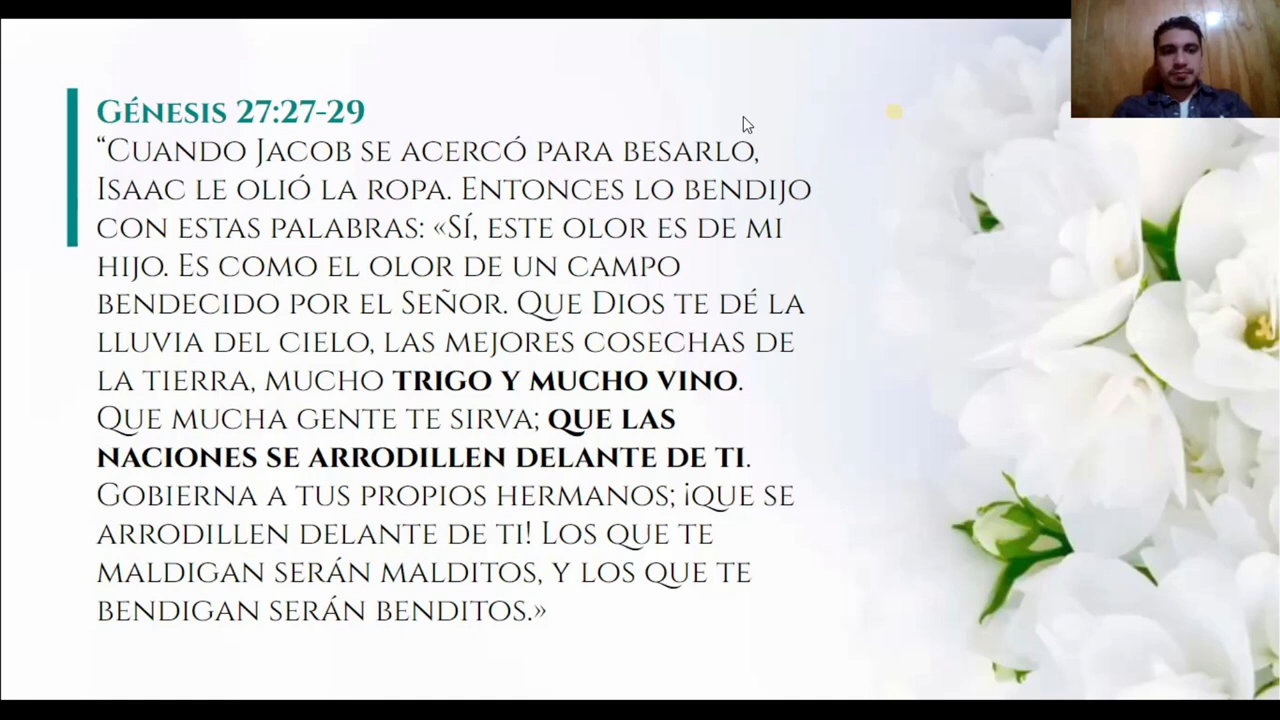 Génesis 27:27-29
“Cuando Jacob se acercó para besarlo,
Isaac le olió la ropa. Entonces lo bendijo
con estas palabras: «Sí, este olor es de mi
hijo. Es como el olor de un campo
bendecido por el Señor. Que Dios te dé la
lluvia del cielo, las mejores cosechas de
la tierra, mucho trigo y mucho vino.
Que mucha gente te sirva; que las
naciones se arrodillen delante de ti.
Gobierna a tus propios hermanos; ¡que se
arrodillen delante de ti! Los que te
maldigan serán malditos, y los que te
bendigan serán benditos.»